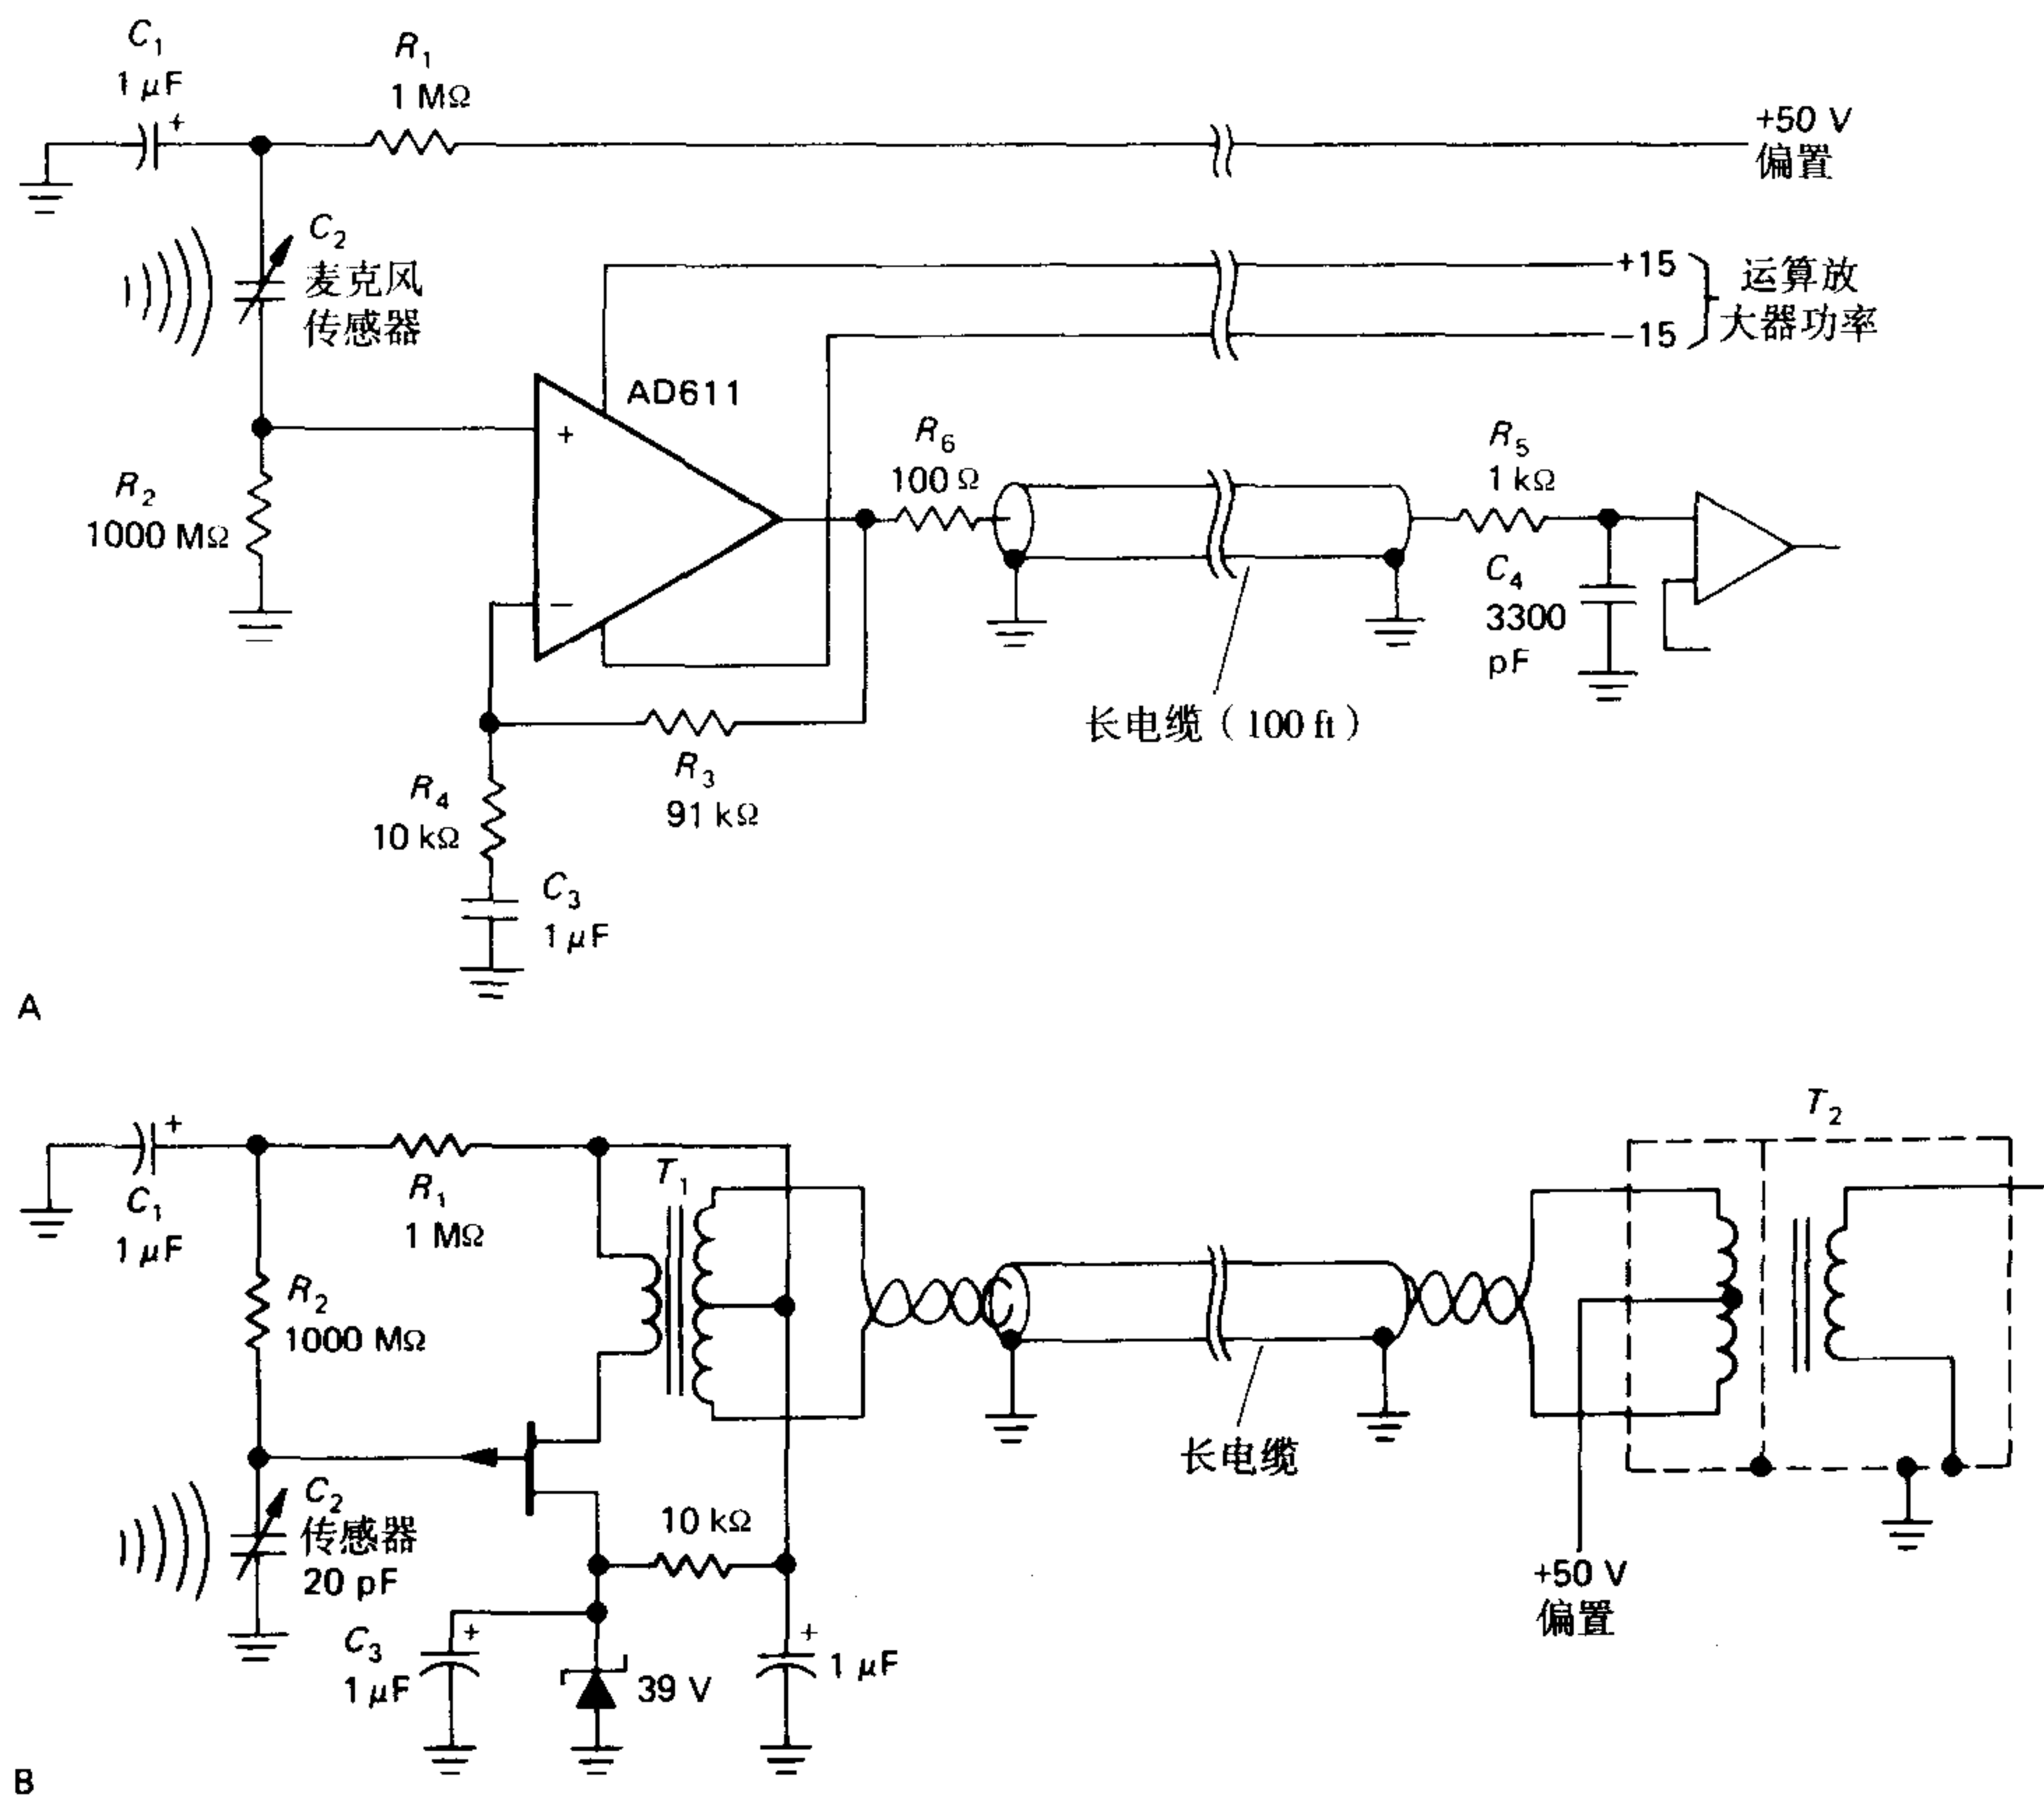 C₁
1 μF
+
R₁
1 MΩ
+50 V
偏置
C₂
麦克风
传感器
+15
−15
运算放
大器功率
AD611
+
−
R₂
1000 MΩ
R₆
100 Ω
R₅
1 kΩ
C₄
3300
pF
长电缆（100 ft）
R₃
91 kΩ
R₄
10 kΩ
C₃
1 μF
A
+
C₁
1 μF
R₁
1 MΩ
T₁
T₂
R₂
1000 MΩ
长电缆
C₂
传感器
20 pF
10 kΩ
+50 V
偏置
C₃
1 μF
+
39 V
+
1 μF
B